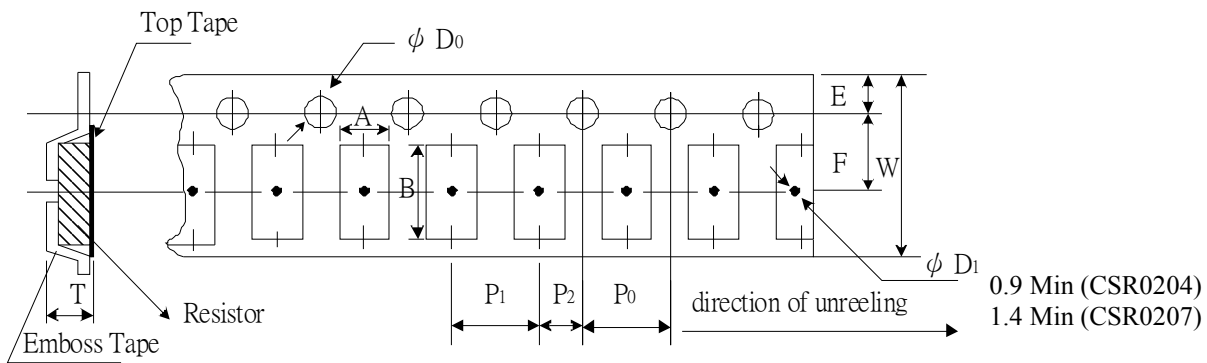 Top Tape
ϕ D0
E
A
F
W
B
ϕ D1
0.9 Min (CSR0204)
1.4 Min (CSR0207)
T
P1
P2
P0
direction of unreeling
Resistor
Emboss Tape